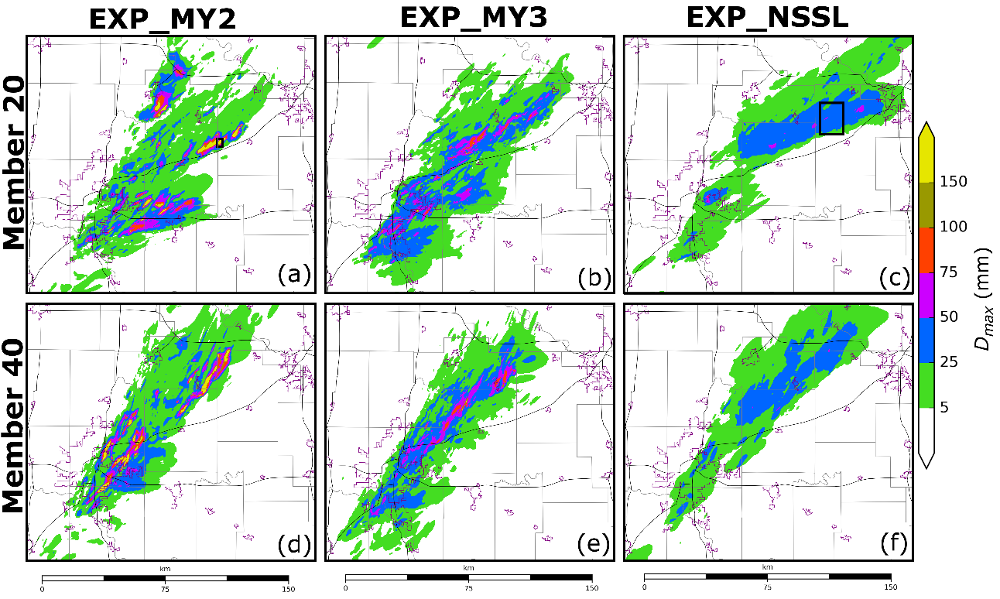 EXP_MY2 EXP_MY3 EXP_NSSL
Member 20
(a) (b) (c)
Member 40
(d) (e) (f)
150
100
75
50
25
5
Dmax (mm)
km km km
0 75 150 0 75 150 0 75 150